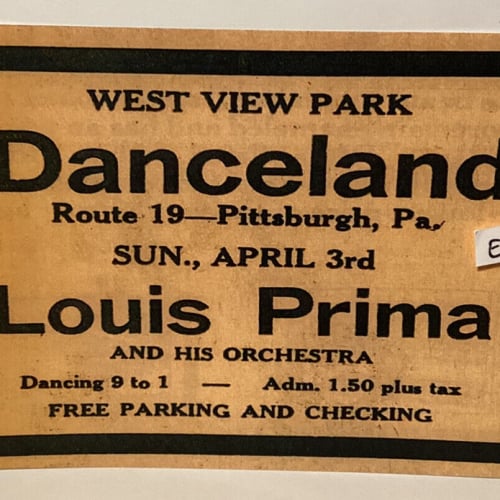 WEST VIEW PARK
Danceland
Route 19—Pittsburgh, Pa.
SUN., APRIL 3rd
E
Louis Prima
AND HIS ORCHESTRA
Dancing 9 to 1 — Adm. 1.50 plus tax
FREE PARKING AND CHECKING